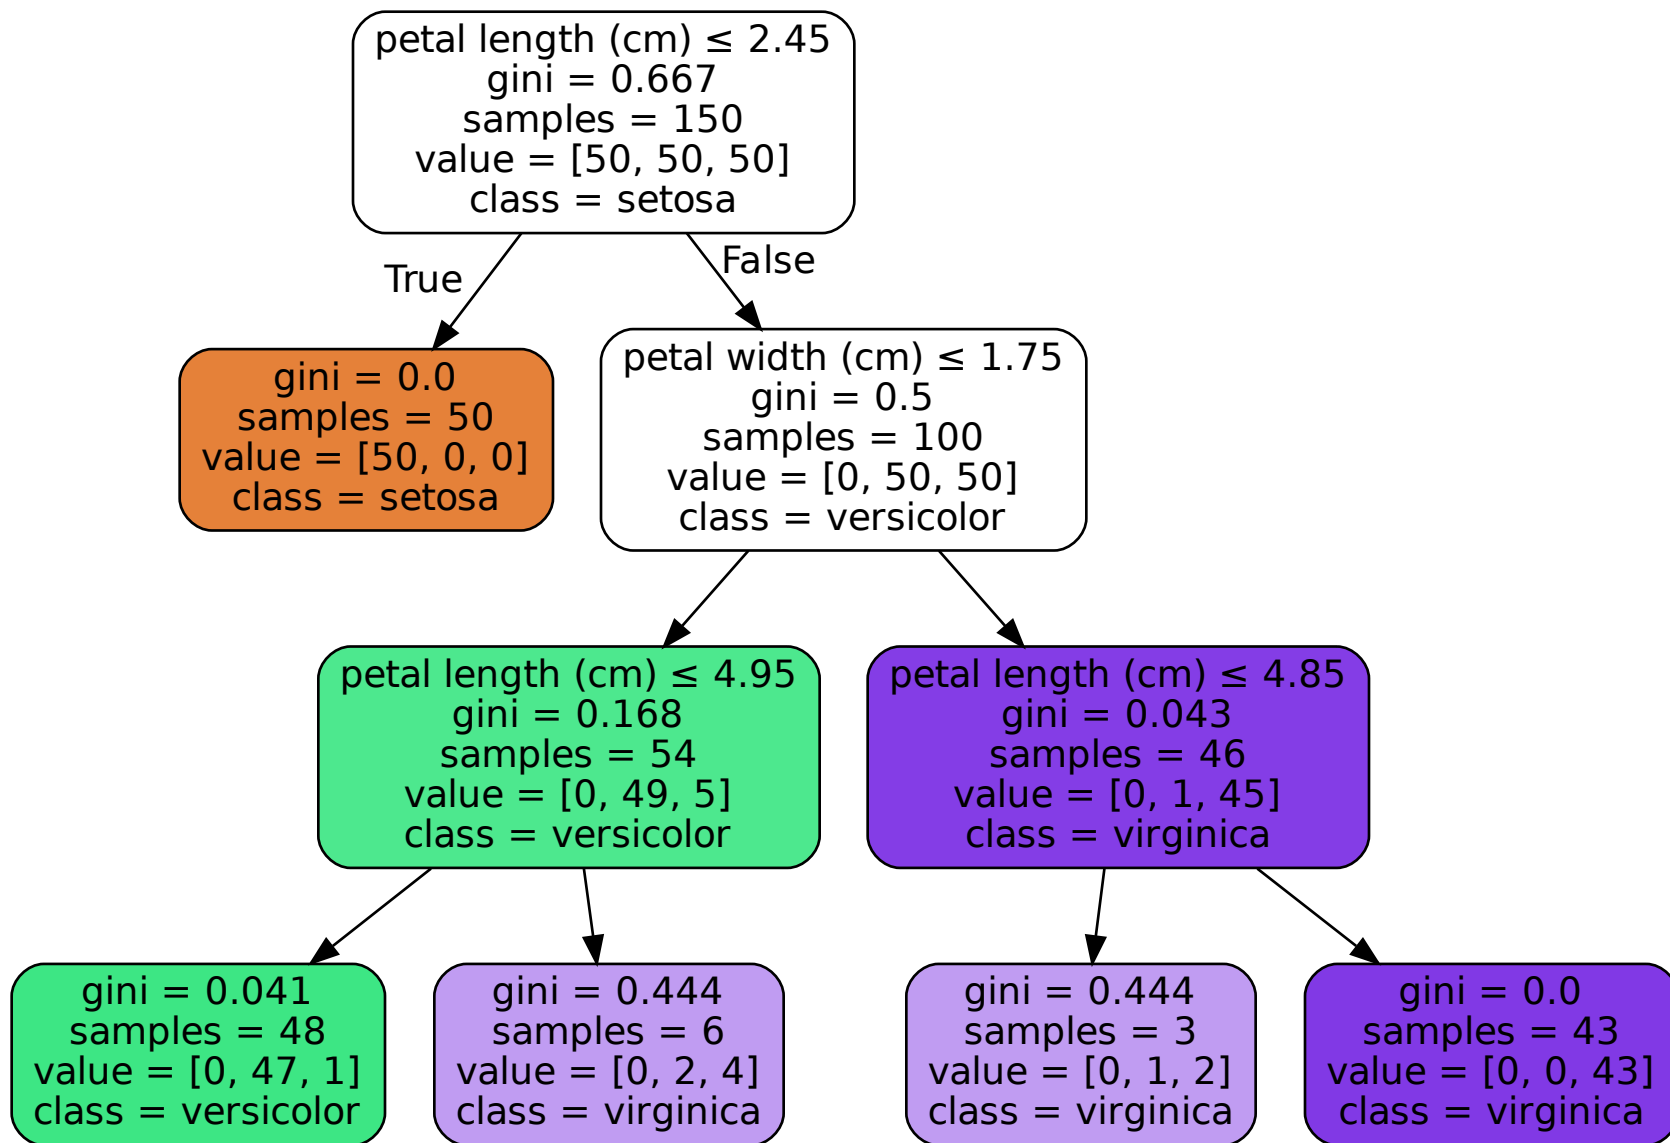 petal length (cm) ≤ 2.45
gini = 0.667
samples = 150
value = [50, 50, 50]
class = setosa
True
False
gini = 0.0
samples = 50
value = [50, 0, 0]
class = setosa
petal width (cm) ≤ 1.75
gini = 0.5
samples = 100
value = [0, 50, 50]
class = versicolor
petal length (cm) ≤ 4.95
gini = 0.168
samples = 54
value = [0, 49, 5]
class = versicolor
petal length (cm) ≤ 4.85
gini = 0.043
samples = 46
value = [0, 1, 45]
class = virginica
gini = 0.041
samples = 48
value = [0, 47, 1]
class = versicolor
gini = 0.444
samples = 6
value = [0, 2, 4]
class = virginica
gini = 0.444
samples = 3
value = [0, 1, 2]
class = virginica
gini = 0.0
samples = 43
value = [0, 0, 43]
class = virginica